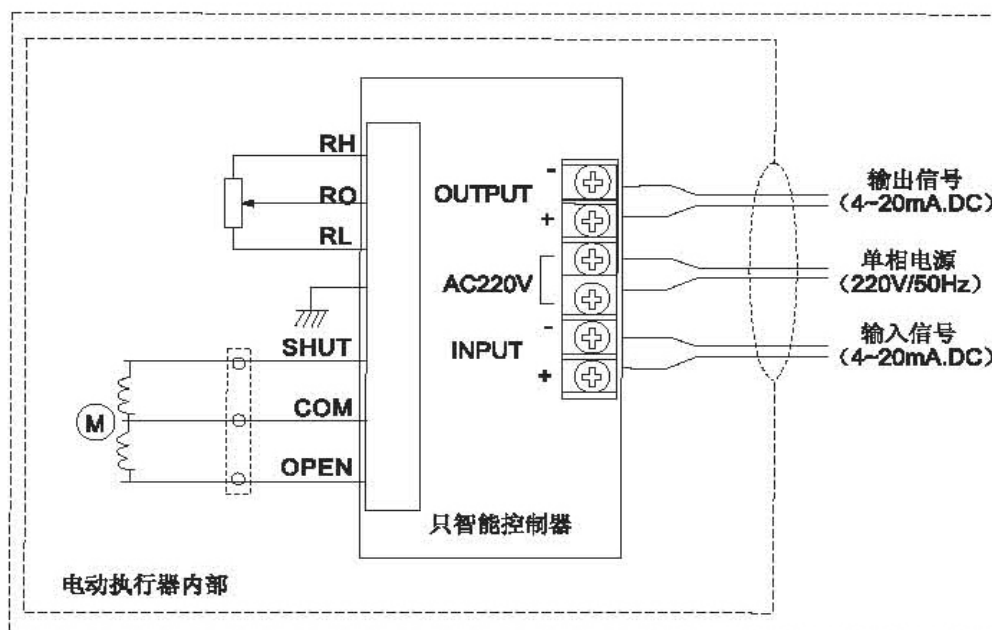 RH
RO
RL
SHUT
COM
OPEN
M
OUTPUT
-
+
AC220V
INPUT
-
+
只智能控制器
电动执行器内部
输出信号
(4~20mA.DC)
单相电源
(220V/50Hz)
输入信号
(4~20mA.DC)